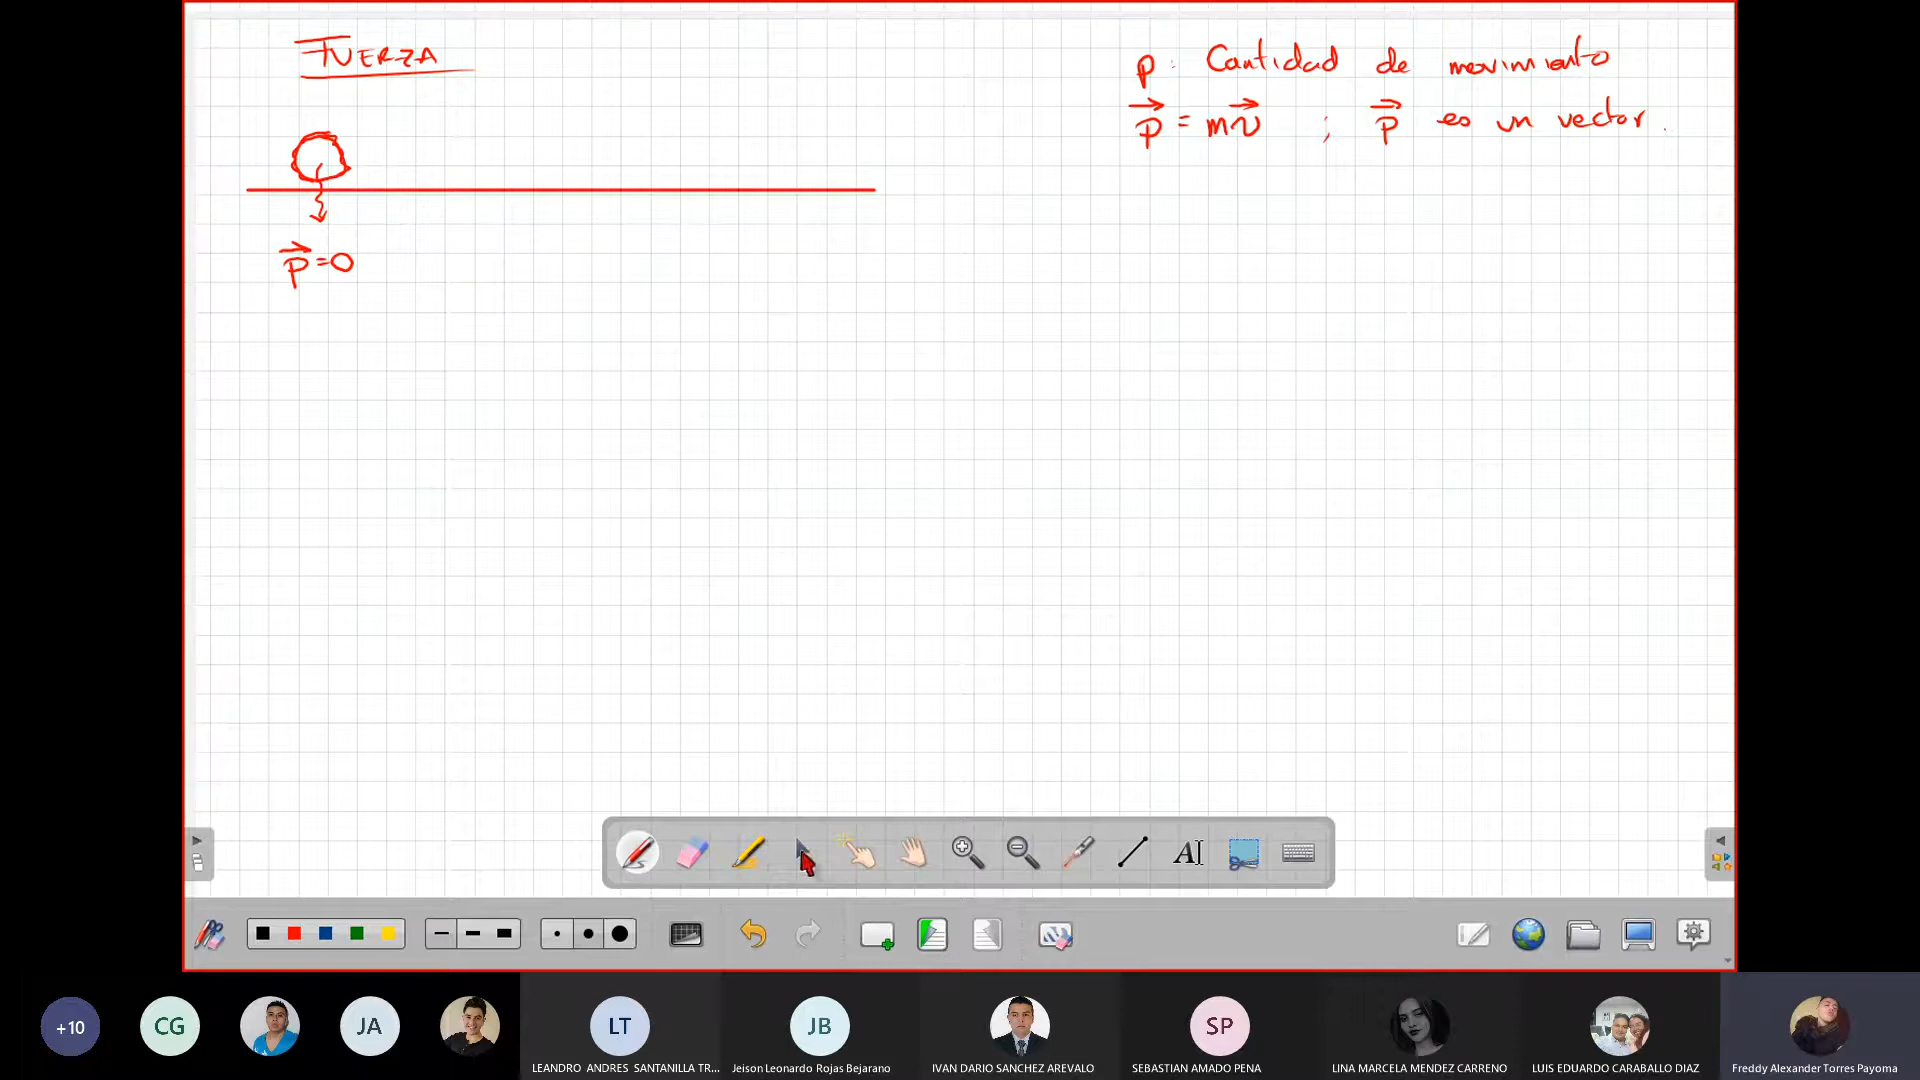 FUERZA
p : Cantidad de movimiento
p⃗ = mv⃗ ; p⃗ es un vector.
p⃗ = 0
AI
+10
CG
JA
LT
JB
SP
LEANDRO ANDRES SANTANILLA TR...
Jeison Leonardo Rojas Bejarano
IVAN DARIO SANCHEZ AREVALO
SEBASTIAN AMADO PENA
LINA MARCELA MENDEZ CARRENO
LUIS EDUARDO CARABALLO DIAZ
Freddy Alexander Torres Payoma